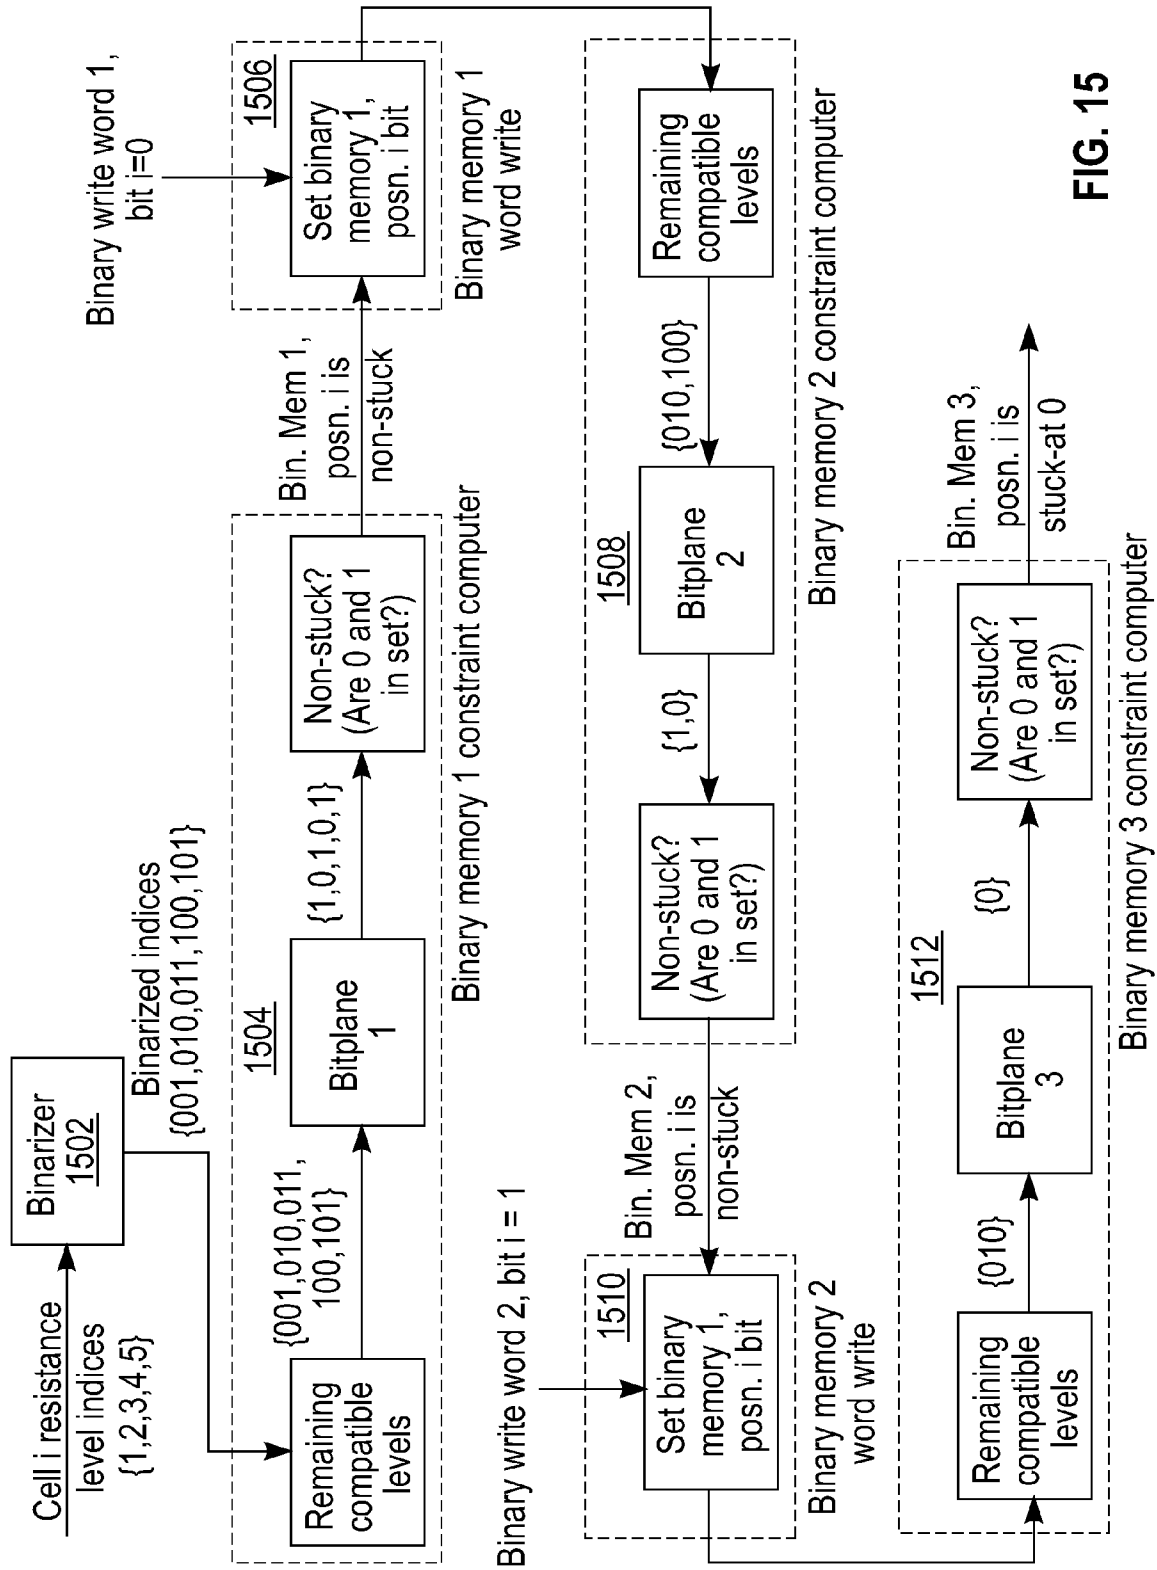 Cell i resistance
level indices
{1,2,3,4,5}
Binarizer
1502
Binarized indices
{001,010,011,100,101}
Remaining
compatible
levels
{001,010,011,
100,101}
1504
Bitplane
1
{1,0,1,0,1}
Non-stuck?
(Are 0 and 1
in set?)
Binary memory 1 constraint computer
Bin. Mem 1,
posn. i is
non-stuck
Binary write word 1,
bit i=0
1506
Set binary
memory 1,
posn. i bit
Binary memory 1
word write
Remaining
compatible
levels
{010,100}
1508
Bitplane
2
{1,0}
Non-stuck?
(Are 0 and 1
in set?)
Binary memory 2 constraint computer
Bin. Mem 2,
posn. i is
non-stuck
Binary write word 2, bit i = 1
1510
Set binary
memory 1,
posn. i bit
Binary memory 2
word write
Remaining
compatible
levels
{010}
1512
Bitplane
3
{0}
Non-stuck?
(Are 0 and 1
in set?)
Binary memory 3 constraint computer
Bin. Mem 3,
posn. i is
stuck-at 0
FIG. 15